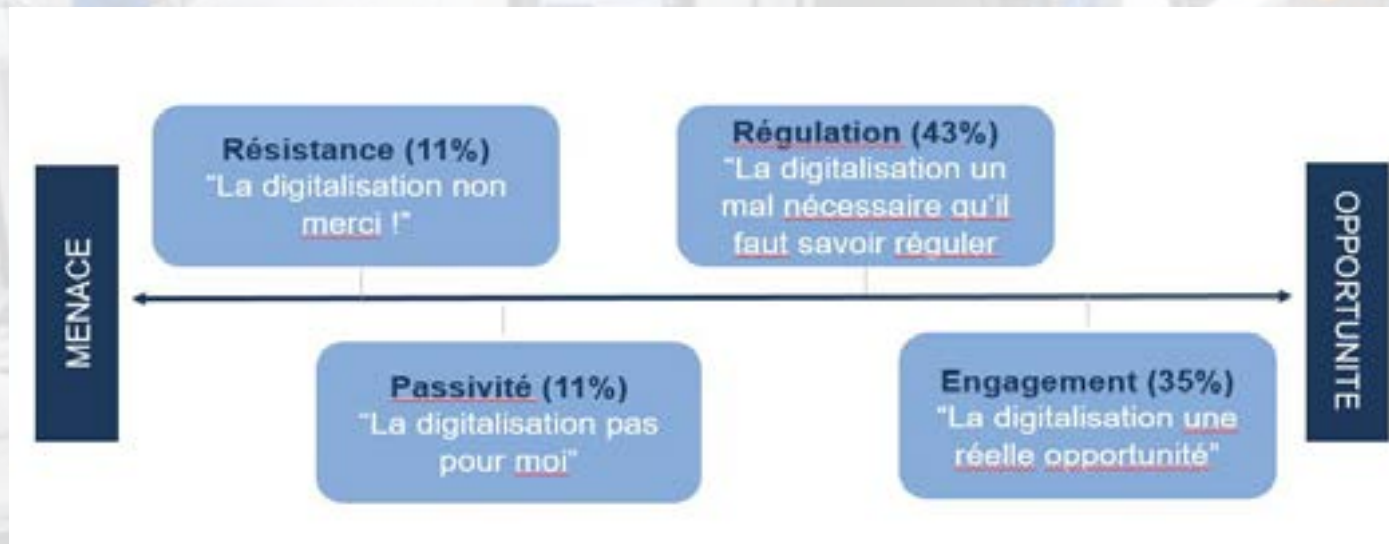 MENACE
Résistance (11%)
"La digitalisation non
merci !"
Régulation (43%)
"La digitalisation un
mal nécessaire qu'il
faut savoir réguler
Passivité (11%)
"La digitalisation pas
pour moi"
Engagement (35%)
"La digitalisation une
réelle opportunité"
OPPORTUNITE